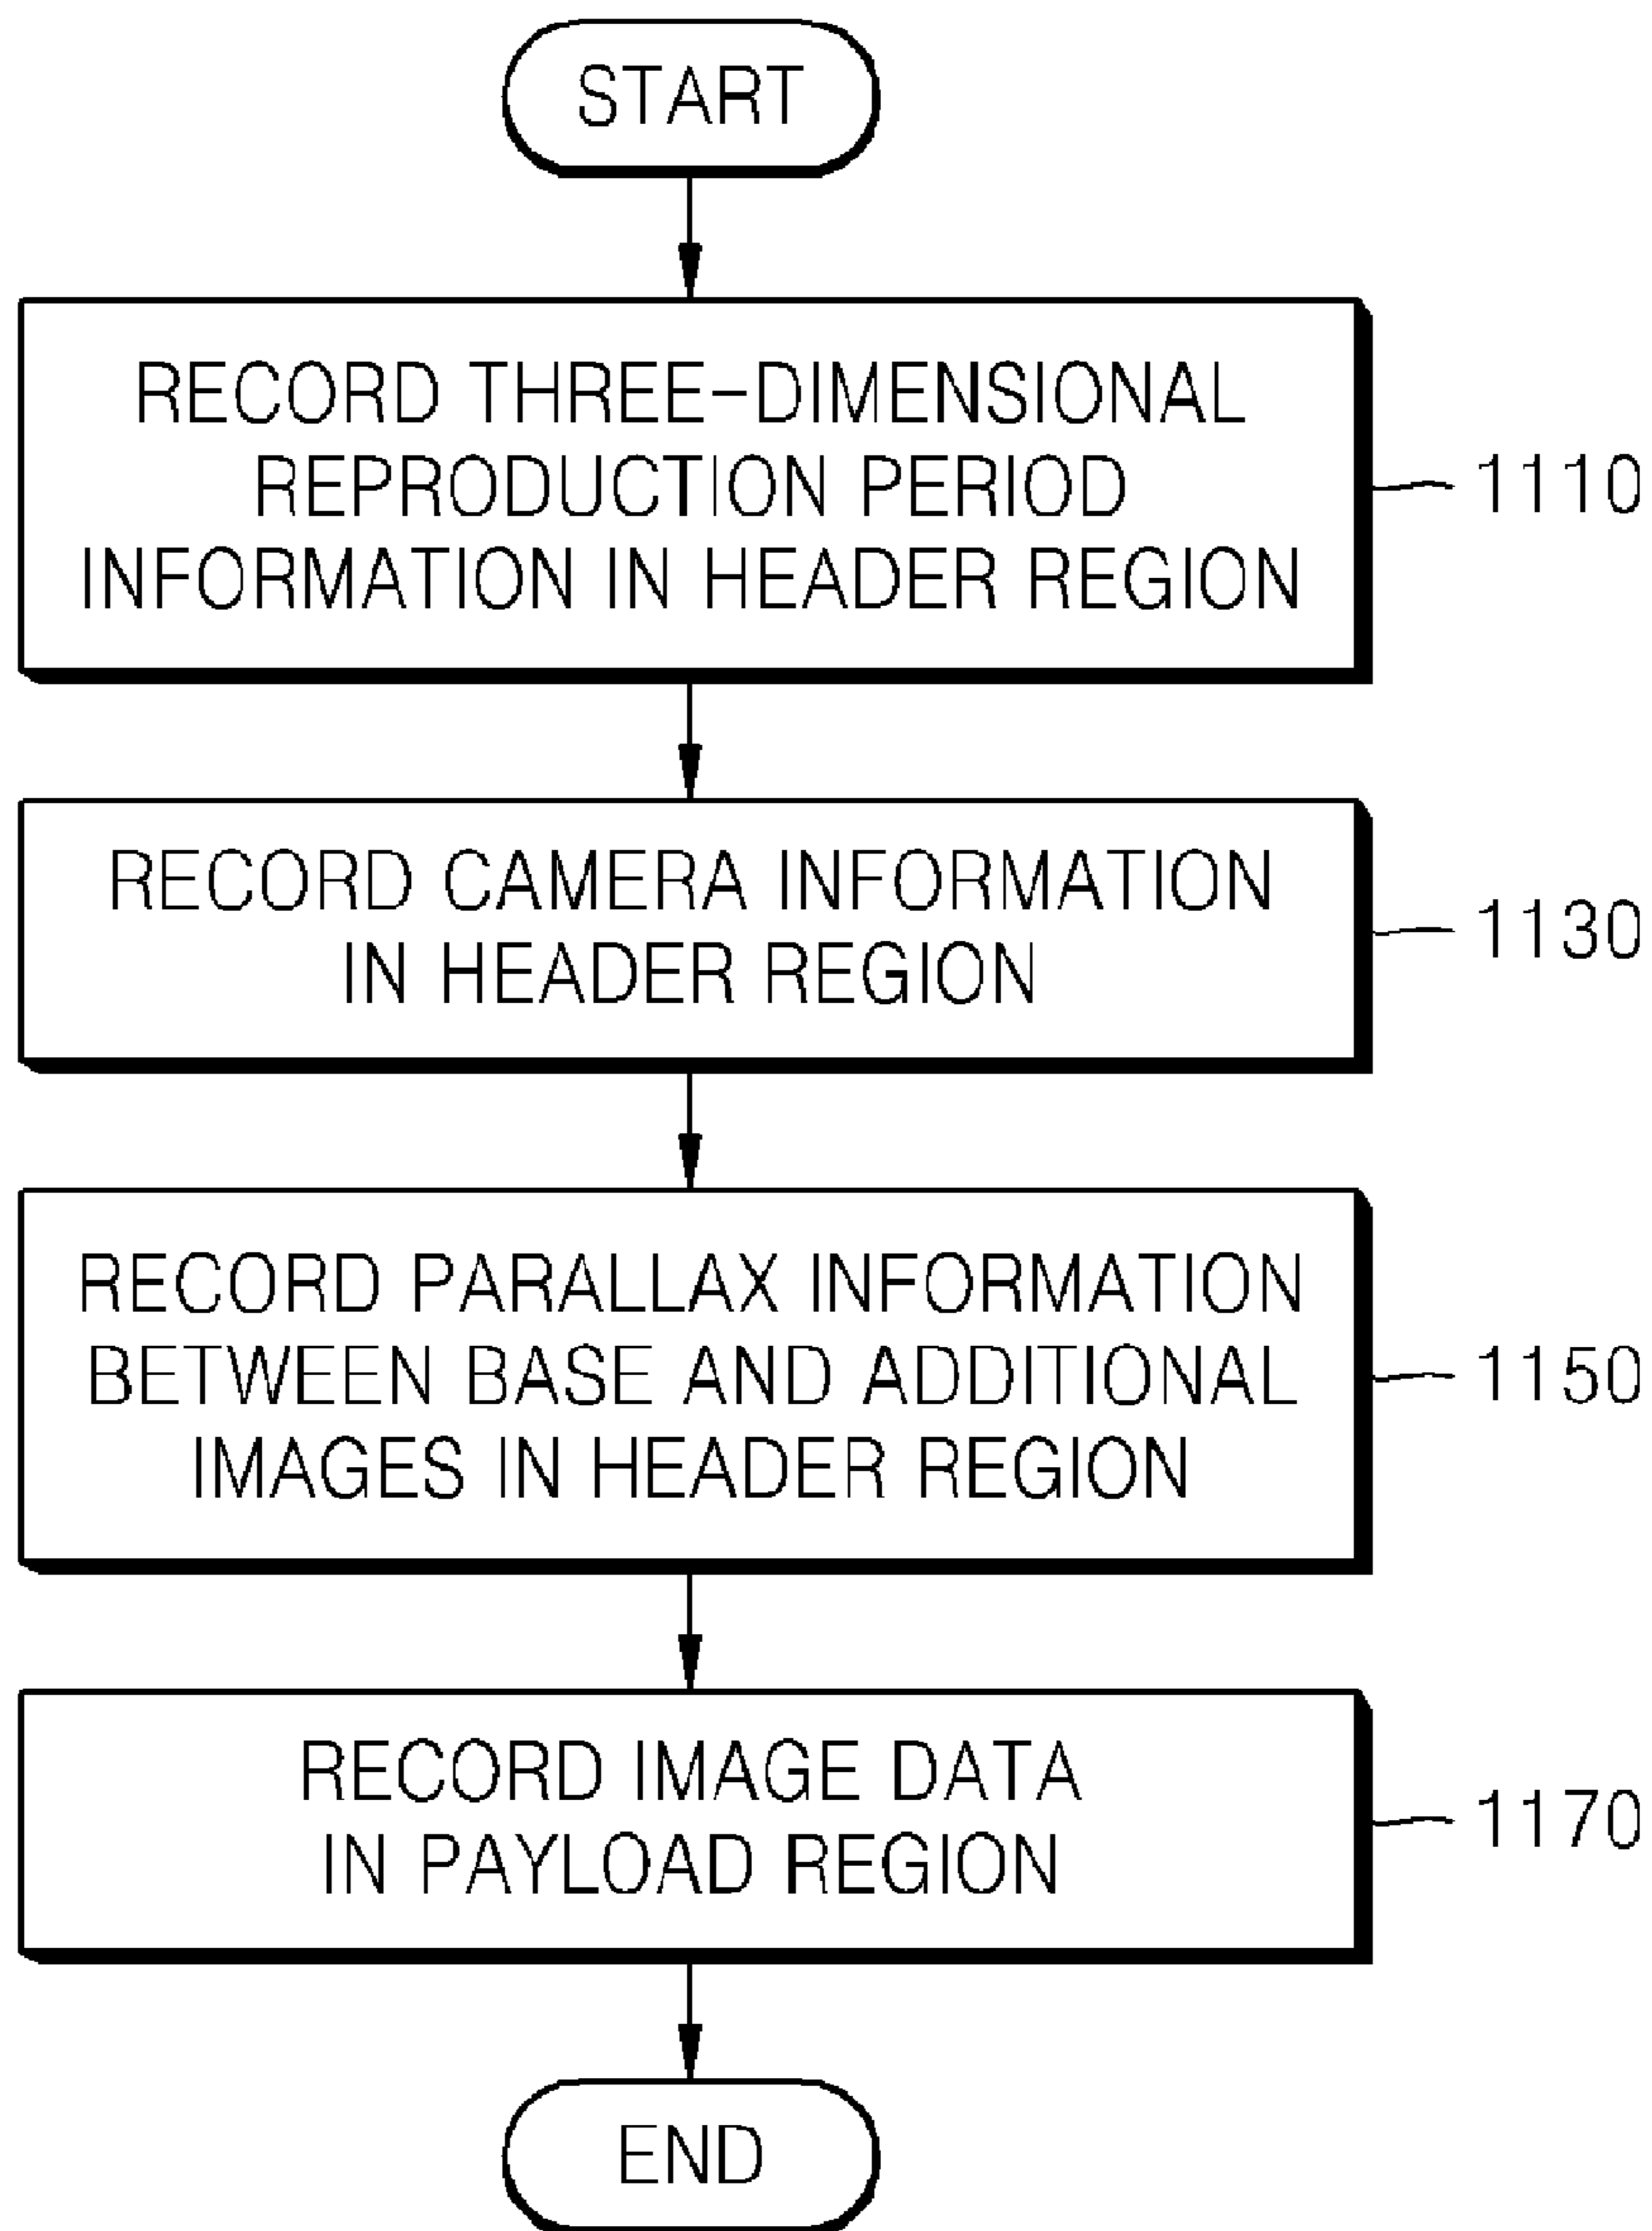 START
RECORD THREE-DIMENSIONAL
REPRODUCTION PERIOD
INFORMATION IN HEADER REGION
1110
RECORD CAMERA INFORMATION
IN HEADER REGION
1130
RECORD PARALLAX INFORMATION
BETWEEN BASE AND ADDITIONAL
IMAGES IN HEADER REGION
1150
RECORD IMAGE DATA
IN PAYLOAD REGION
1170
END